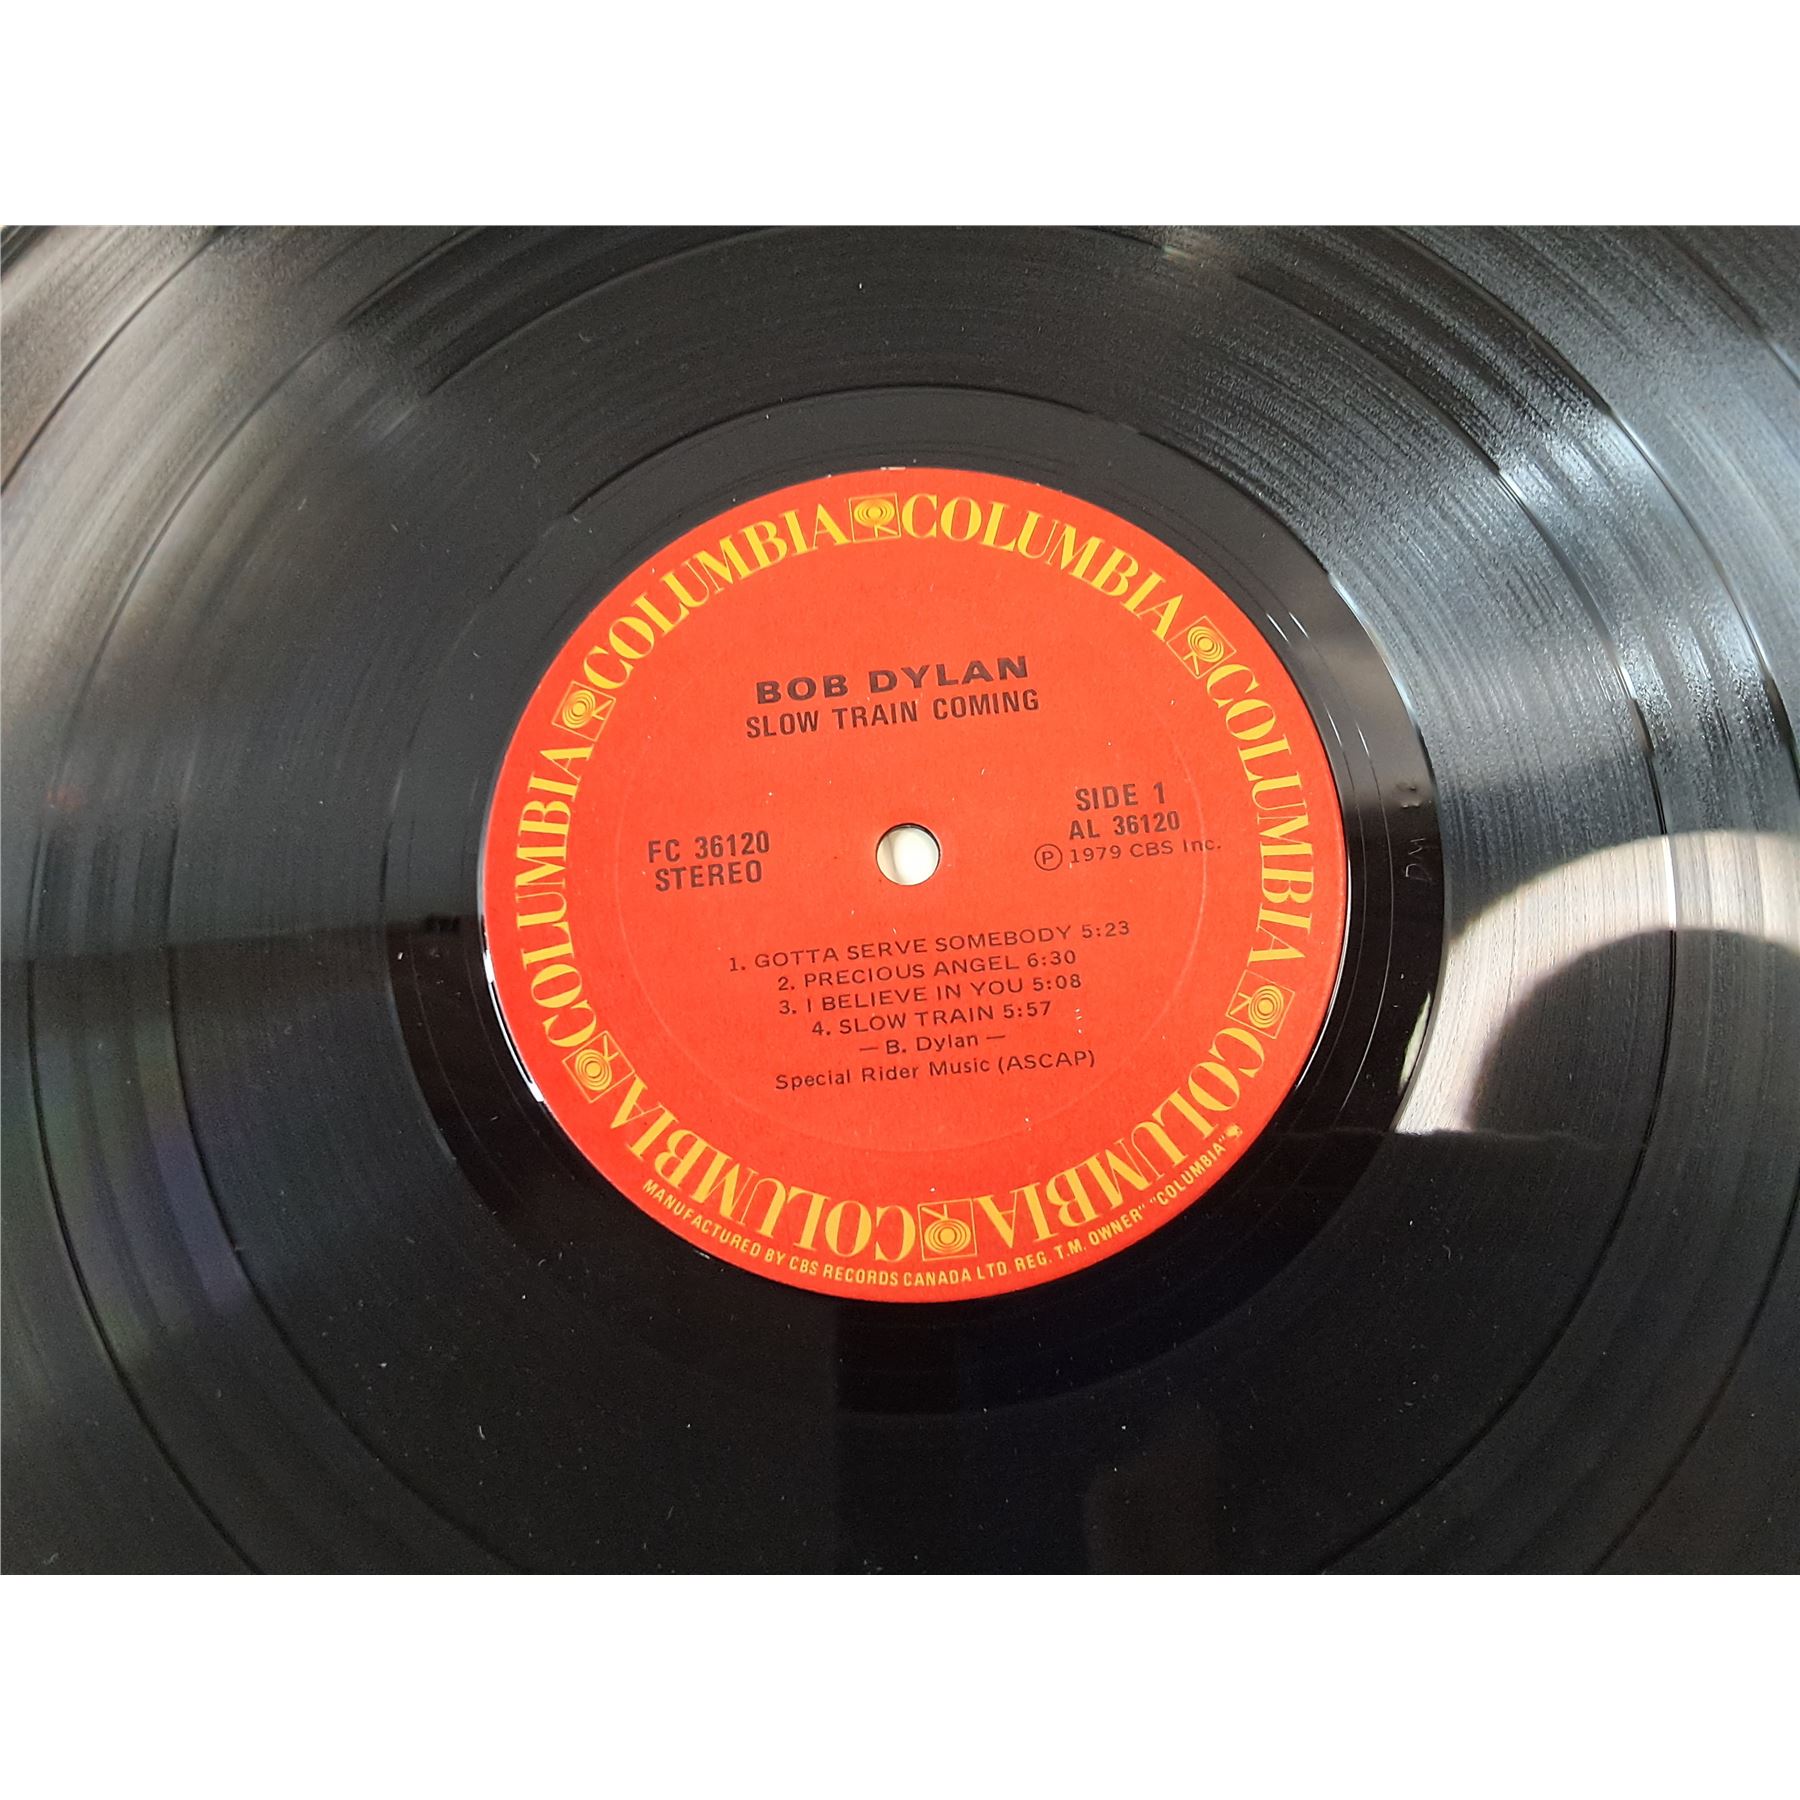 COLUMBIA COLUMBIA COLUMBIA COLUMBIA COLUMBIA COLUMBIA
BOB DYLAN
SLOW TRAIN COMING
SIDE 1
AL 36120
Ⓟ 1979 CBS Inc.
FC 36120
STEREO
1. GOTTA SERVE SOMEBODY 5:23
2. PRECIOUS ANGEL 6:30
3. I BELIEVE IN YOU 5:08
4. SLOW TRAIN 5:57
— B. Dylan —
Special Rider Music (ASCAP)
MANUFACTURED BY CBS RECORDS CANADA LTD. REG. T.M. OWNER" "COLUMBIA"